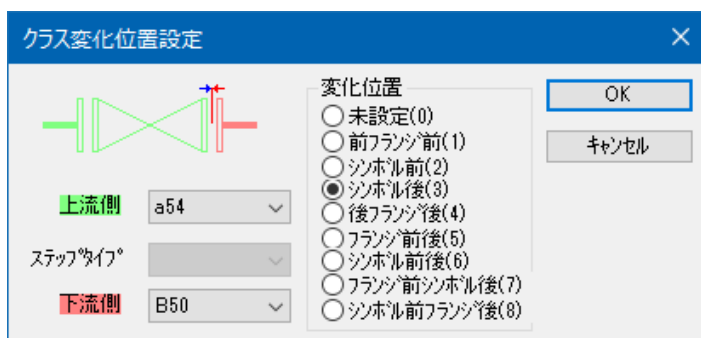 クラス変化位置設定
変化位置
未設定(0)
前フランジ前(1)
シンボル前(2)
シンボル後(3)
後フランジ後(4)
フランジ前後(5)
シンボル前後(6)
フランジ前シンボル後(7)
シンボル前フランジ後(8)
上流側 a54
ステップタイプ
下流側 B50
OK
キャンセル